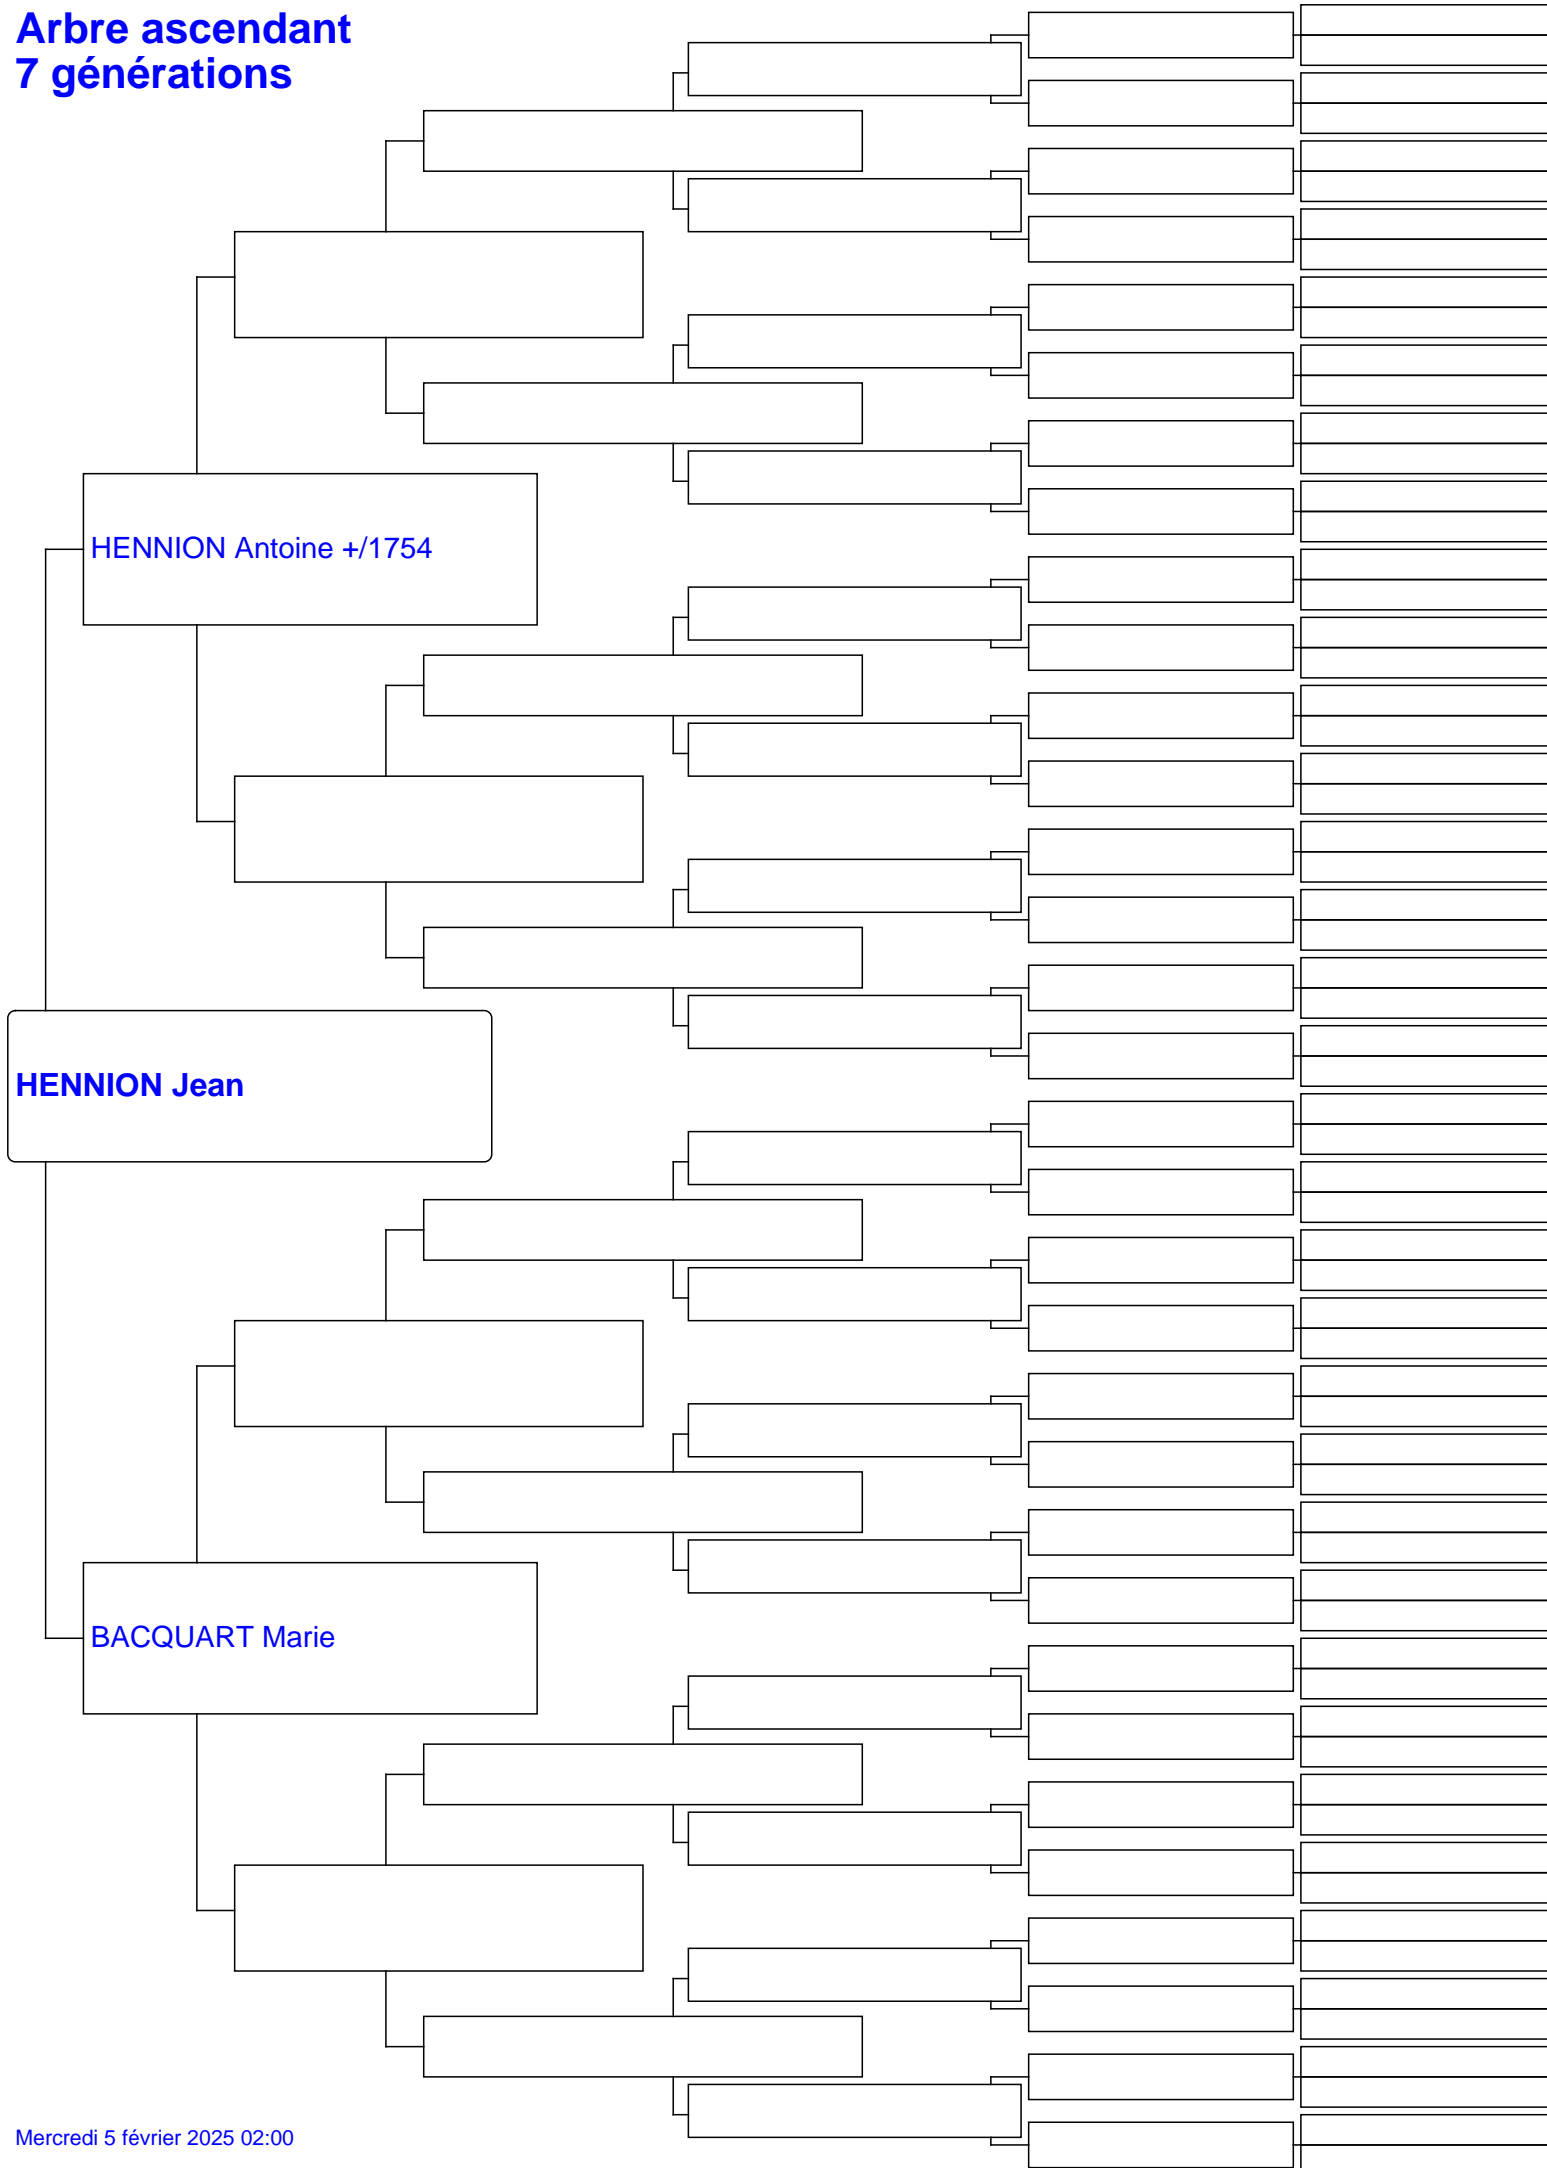 Arbre ascendant
7 générations
HENNION Antoine +/1754
HENNION Jean
BACQUART Marie
Mercredi 5 février 2025 02:00